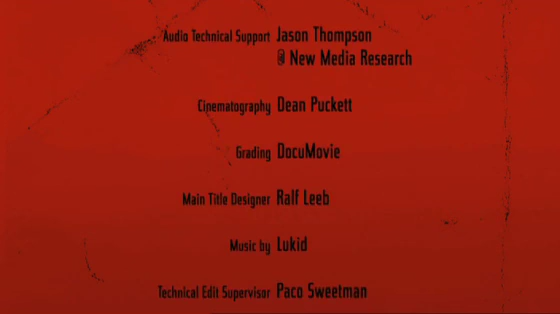 Audio Technical Support Jason Thompson
@ New Media Research
Cinematography Dean Puckett
Grading DocuMovie
Main Title Designer Ralf Leeb
Music by Lukid
Technical Edit Supervisor Paco Sweetman